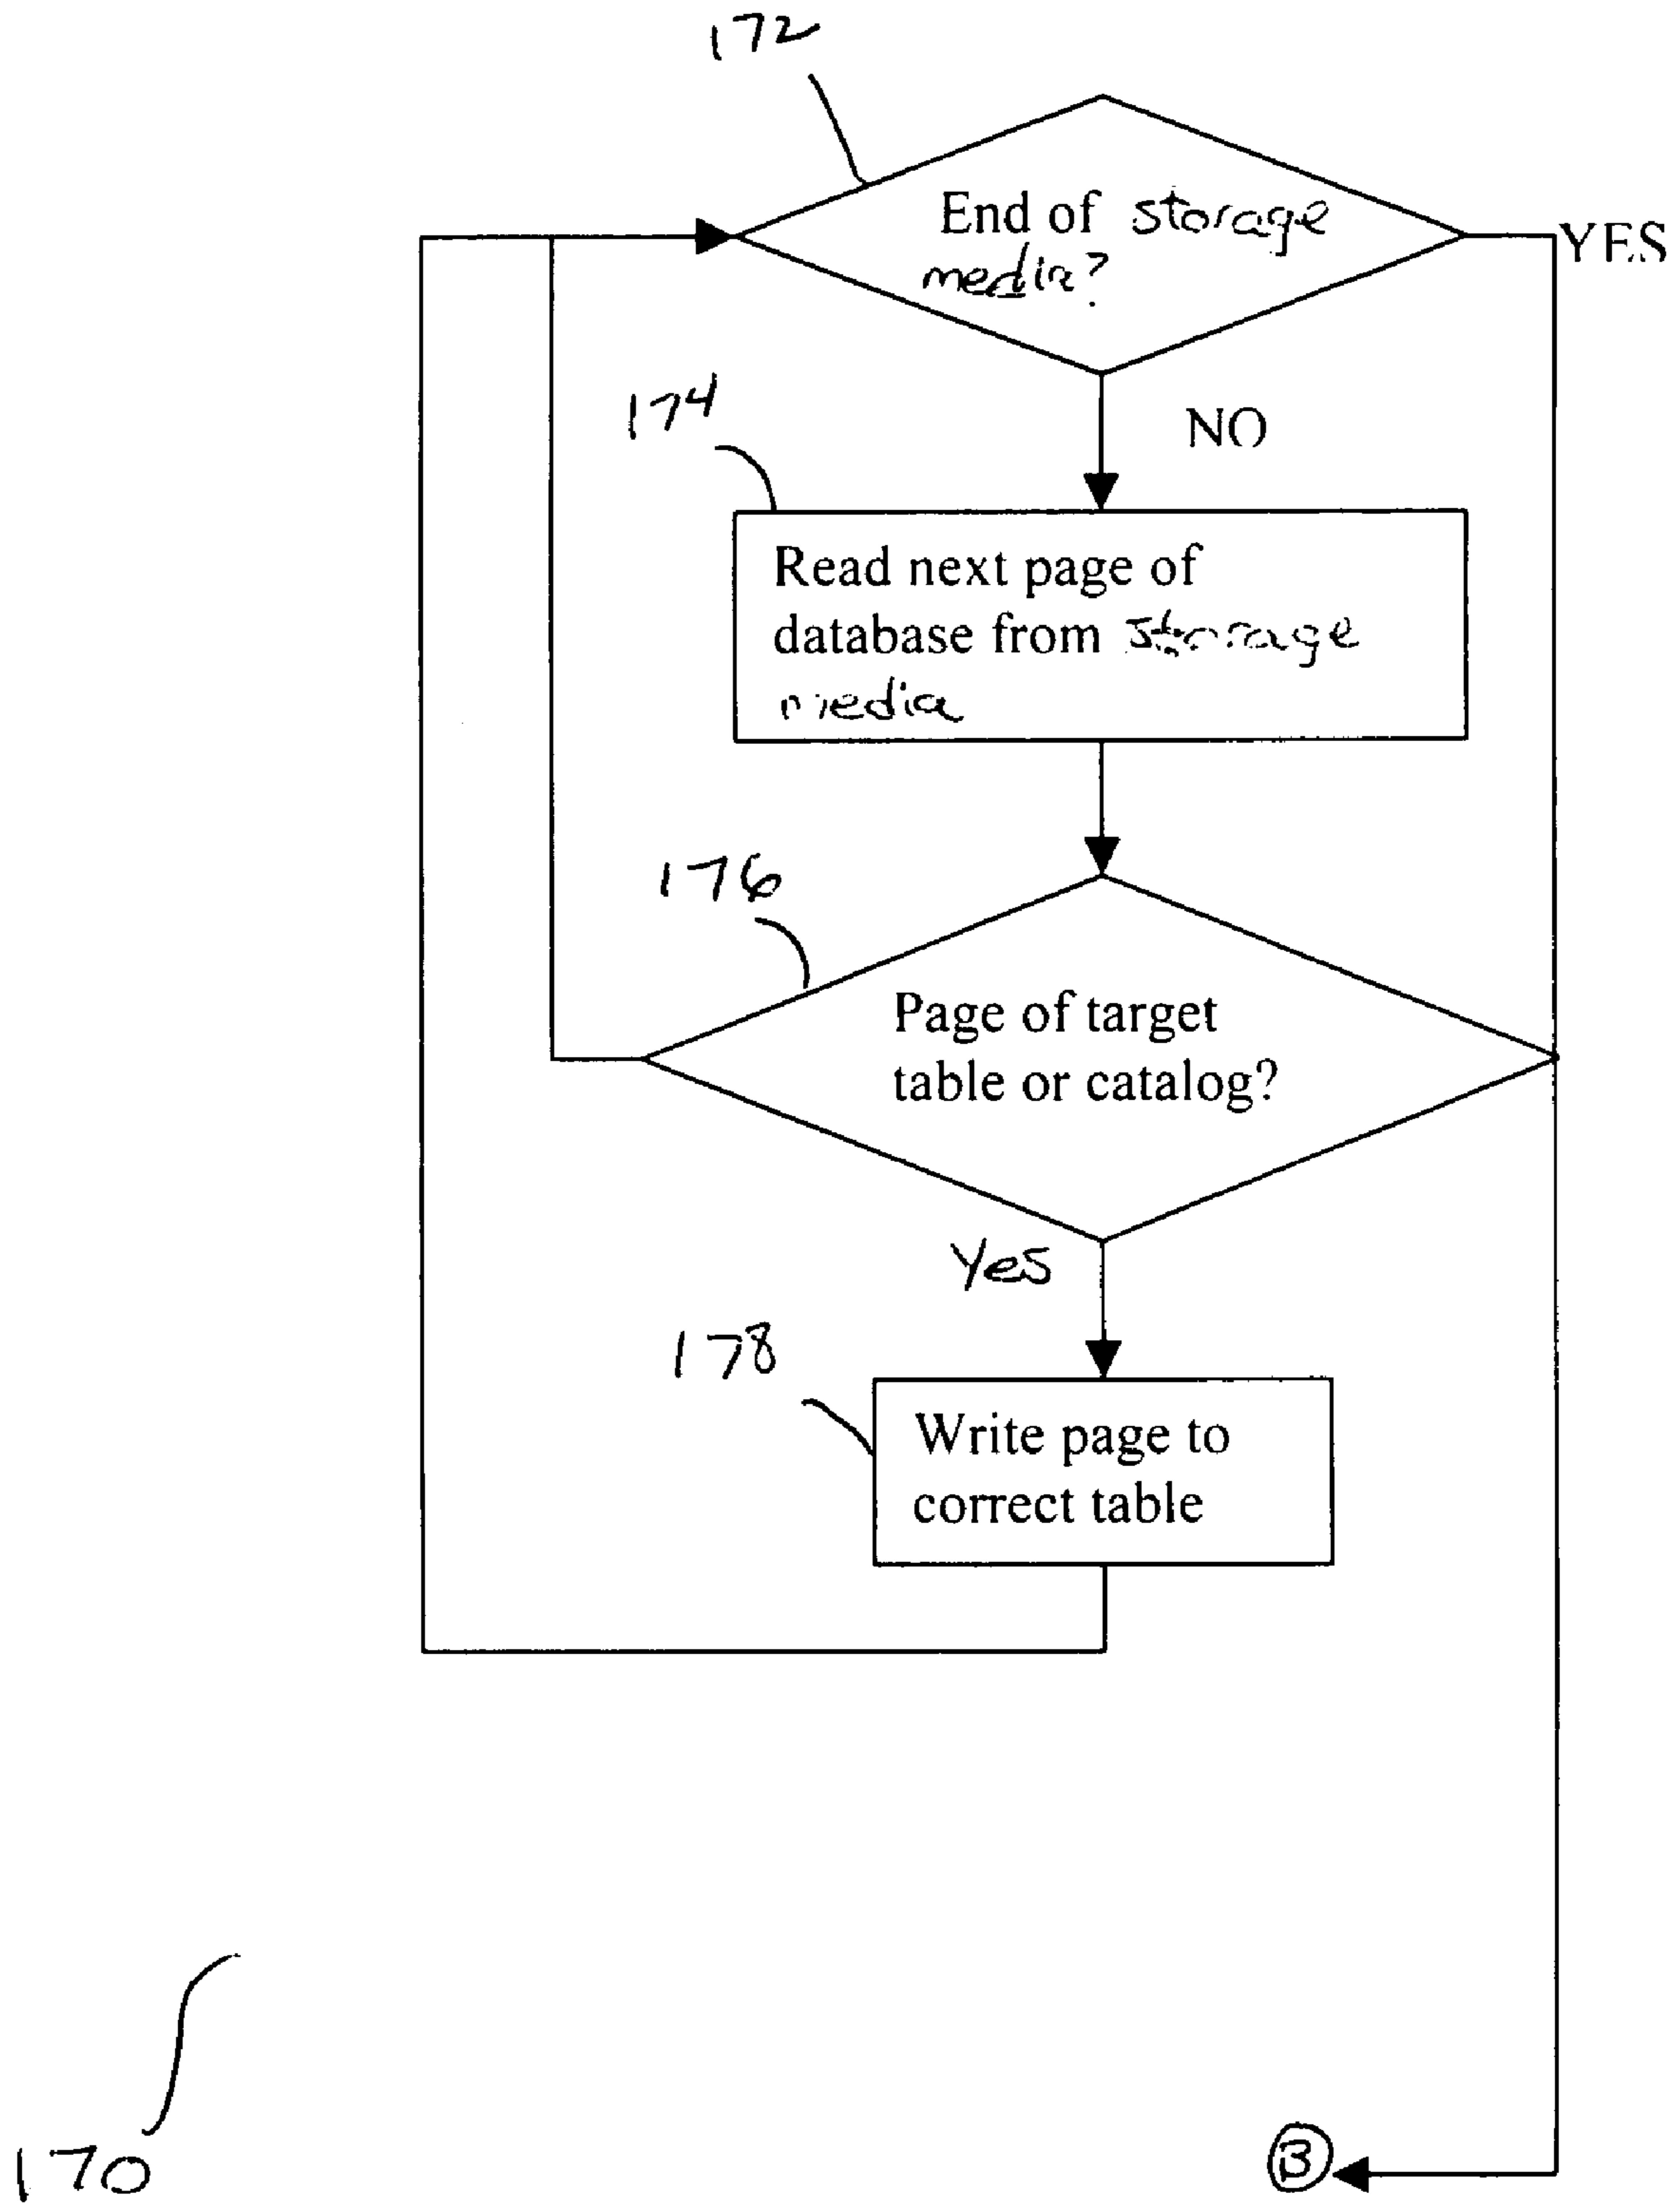 172
End of storage
media?
YES
174
NO
Read next page of
database from storage
media
176
Page of target
table or catalog?
Yes
178
Write page to
correct table
170
3